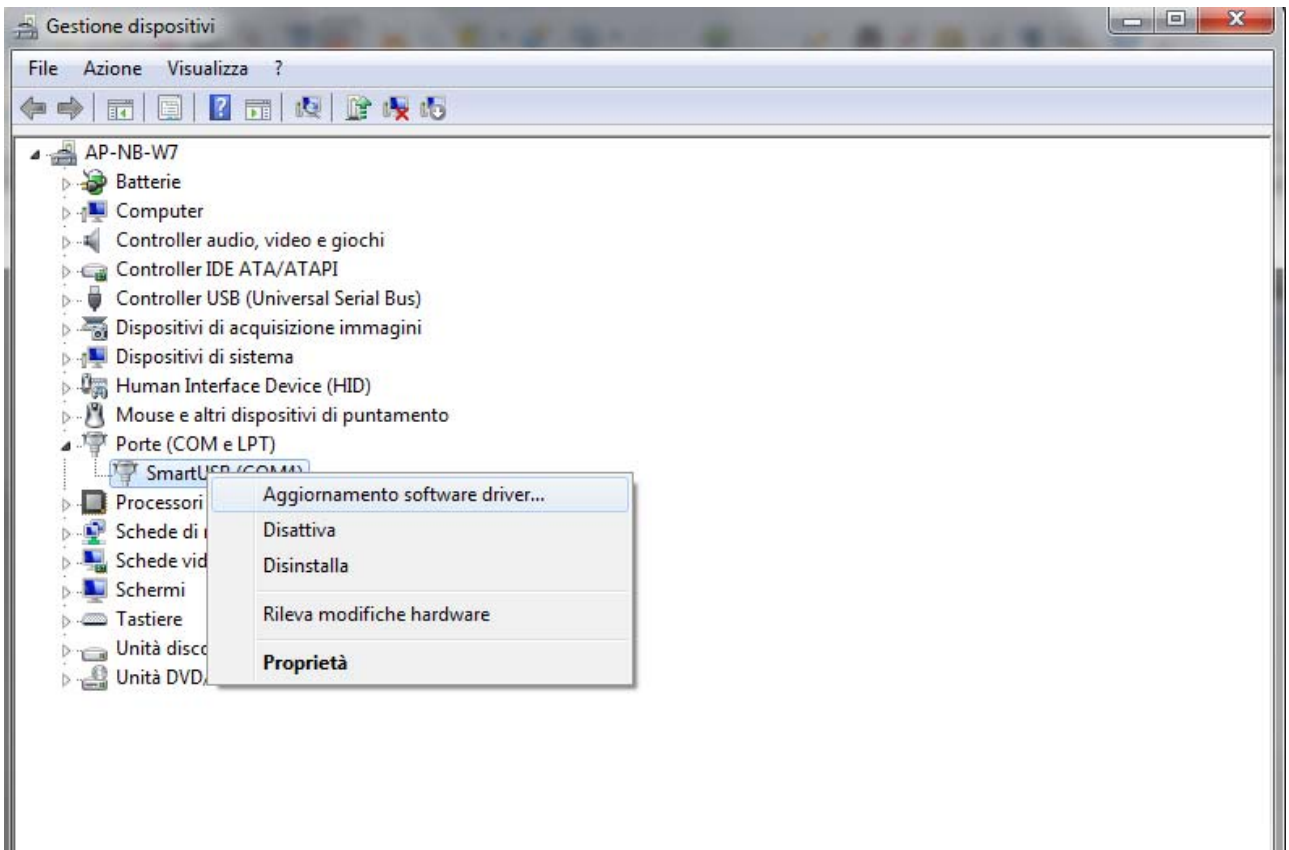 Gestione dispositivi
File Azione Visualizza ?
AP-NB-W7
Batterie
Computer
Controller audio, video e giochi
Controller IDE ATA/ATAPI
Controller USB (Universal Serial Bus)
Dispositivi di acquisizione immagini
Dispositivi di sistema
Human Interface Device (HID)
Mouse e altri dispositivi di puntamento
Porte (COM e LPT)
SmartUSB (COM4)
Processori
Schede di
Schede vid
Schermi
Tastiere
Unità disco
Unità DVD/
Aggiornamento software driver...
Disattiva
Disinstalla
Rileva modifiche hardware
Proprietà